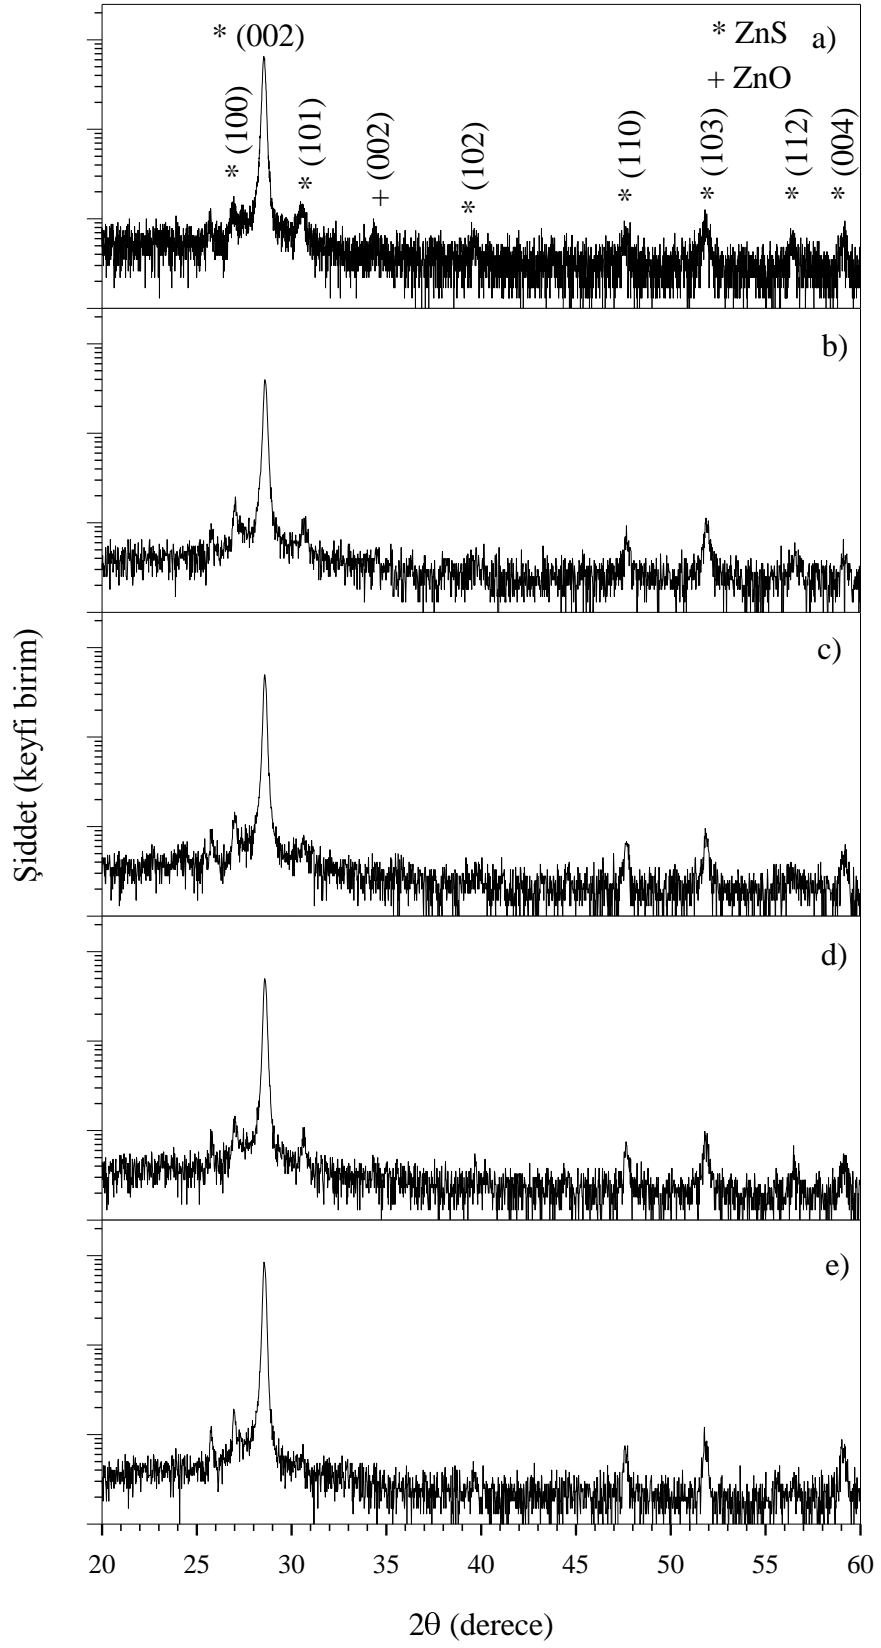 * (002)
* ZnS
a)
+ ZnO
* (100)
* (101)
+ (002)
* (102)
* (110)
* (103)
* (112)
* (004)
b)
c)
d)
e)
Şiddet (keyfi birim)
20 25 30 35 40 45 50 55 60
2θ (derece)